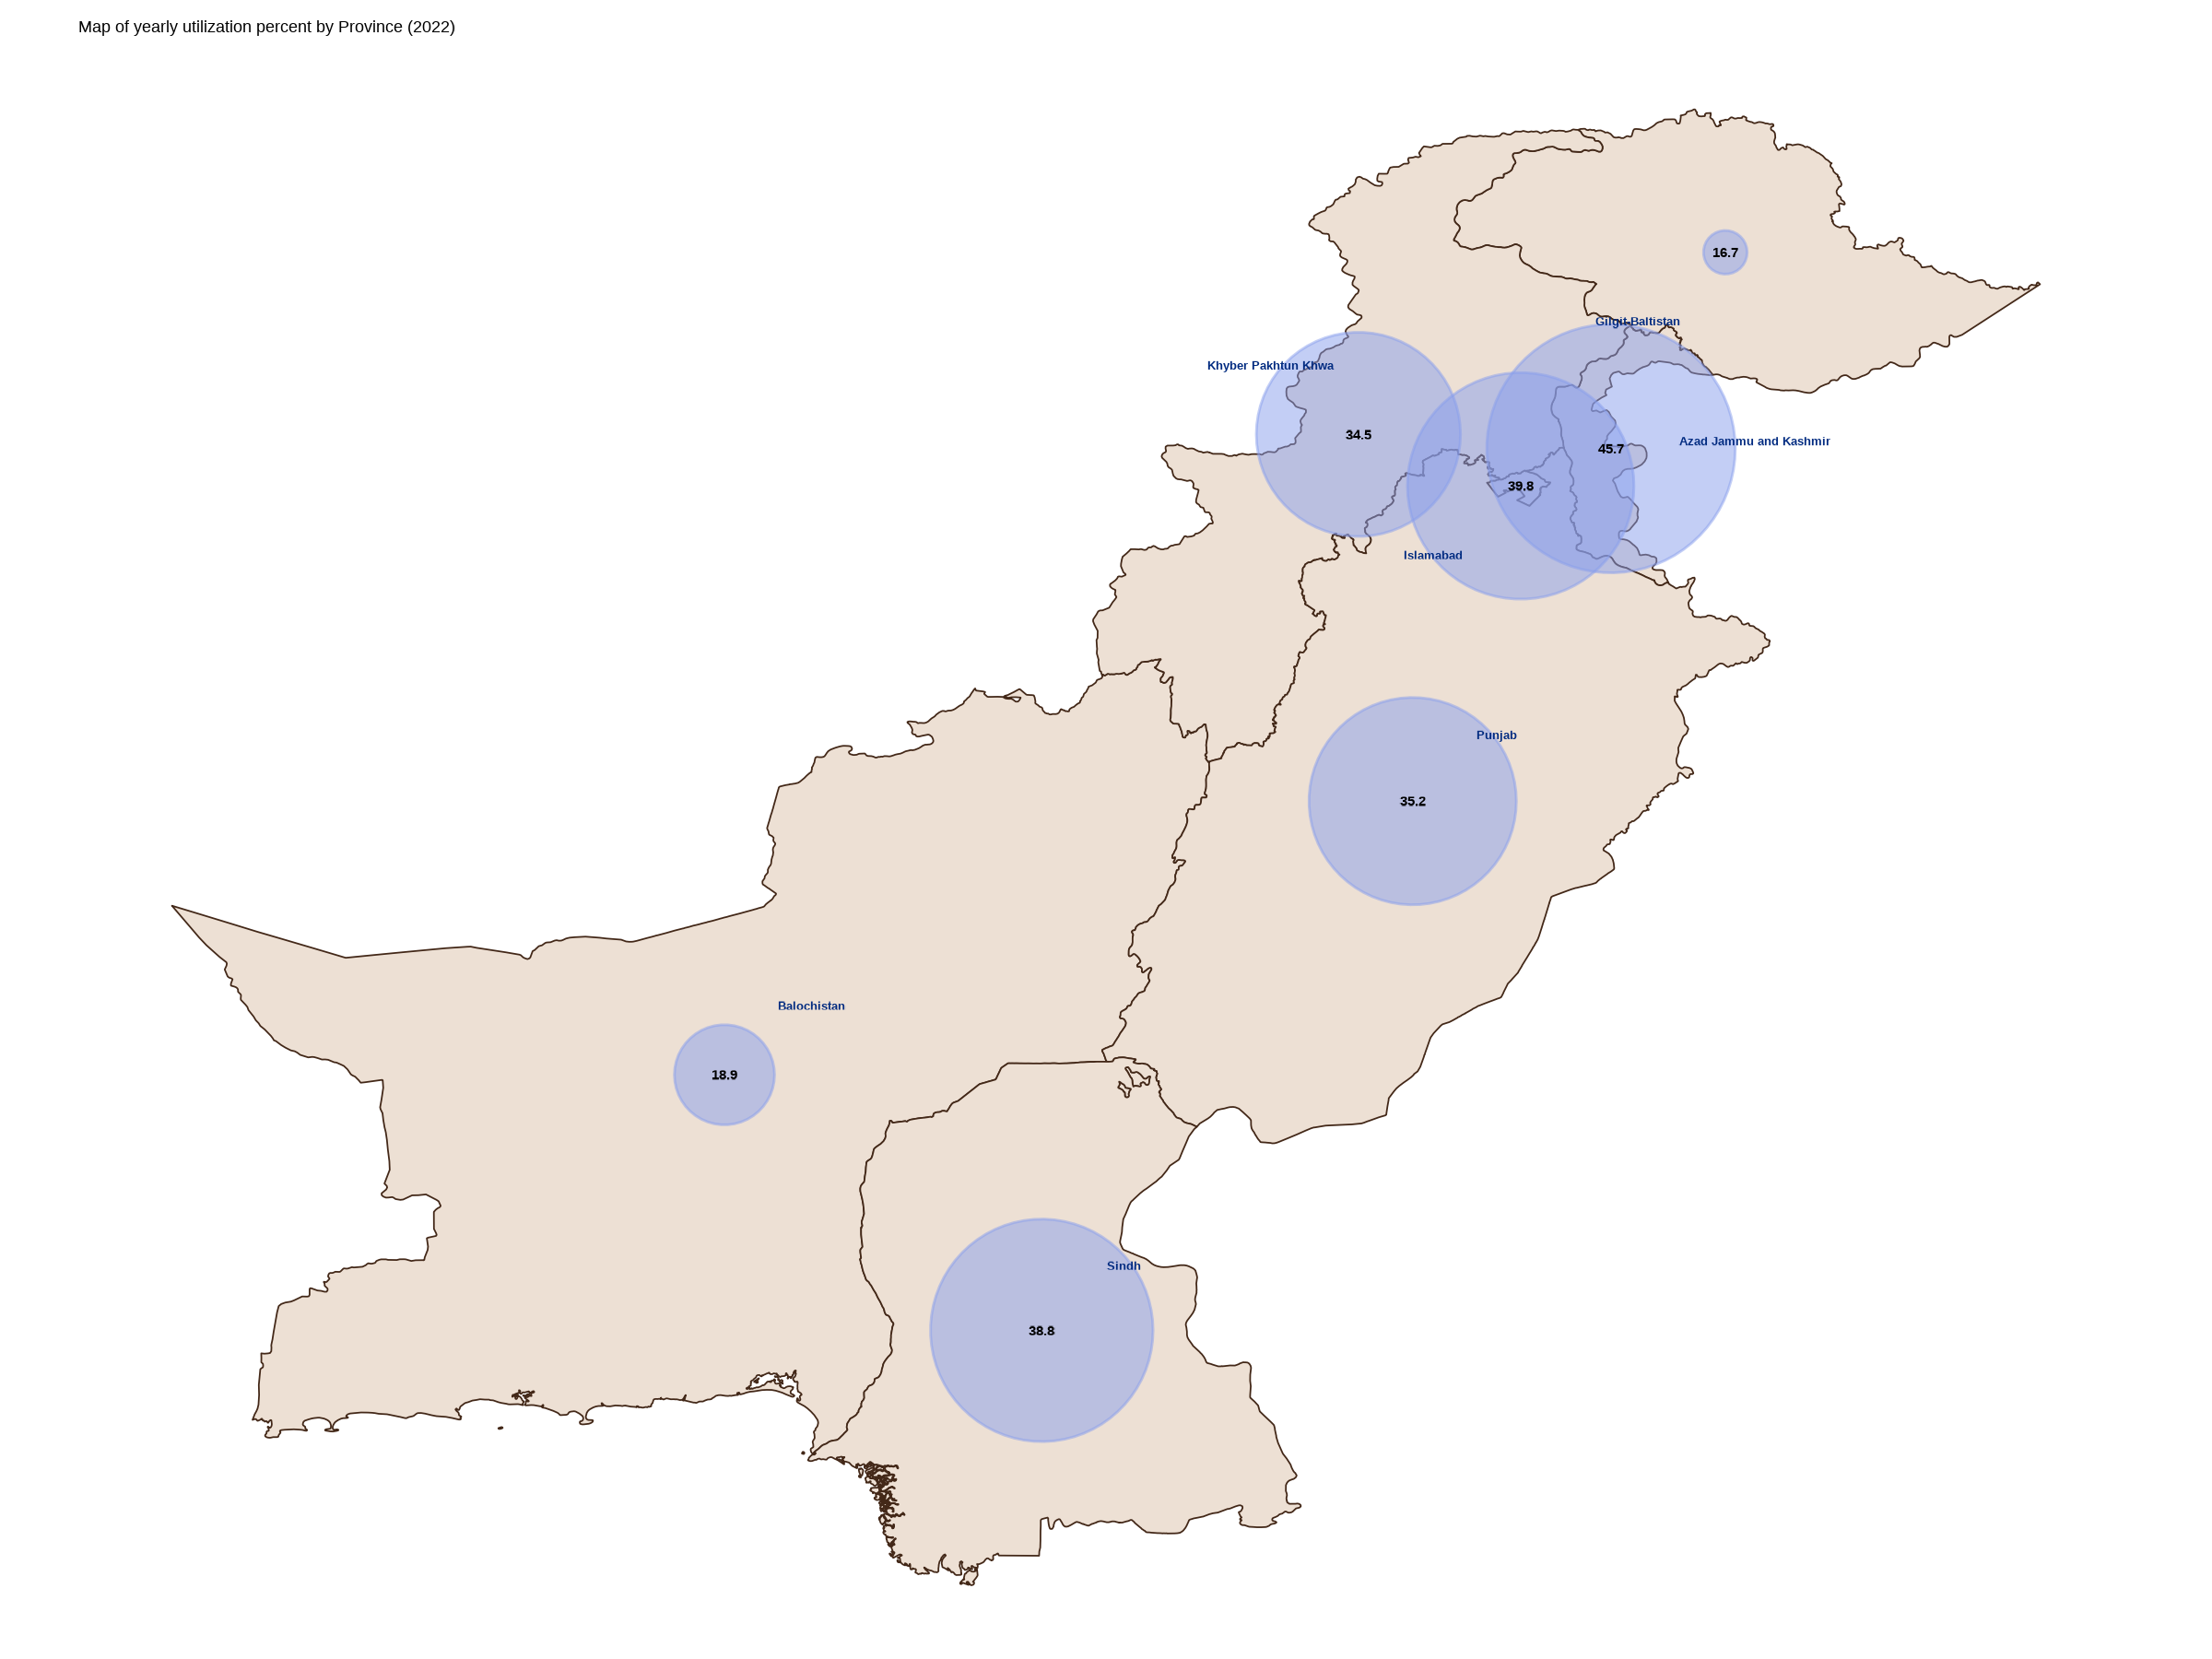 Map of yearly utilization percent by Province (2022)
16.7
Gilgit-Baltistan
Khyber Pakhtun Khwa
34.5
Azad Jammu and Kashmir
45.7
39.8
Islamabad
Punjab
35.2
Balochistan
18.9
Sindh
38.8